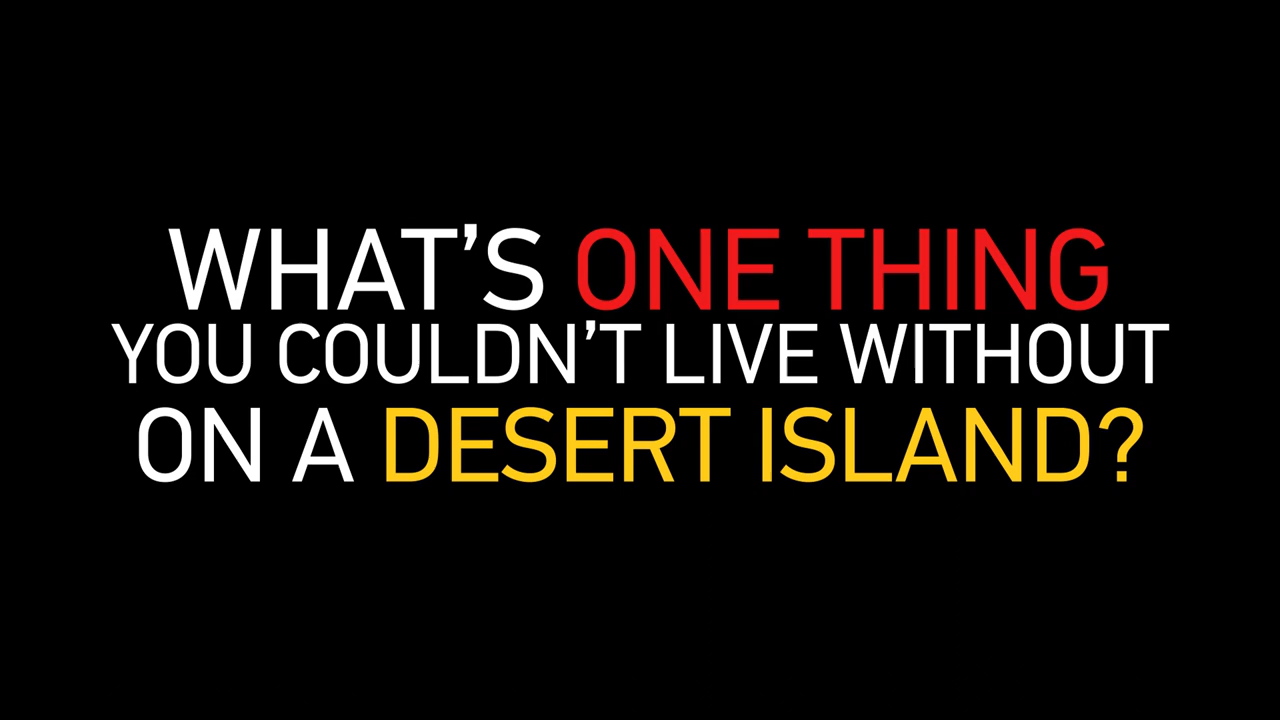 WHAT’S ONE THING
YOU COULDN’T LIVE WITHOUT
ON A DESERT ISLAND?